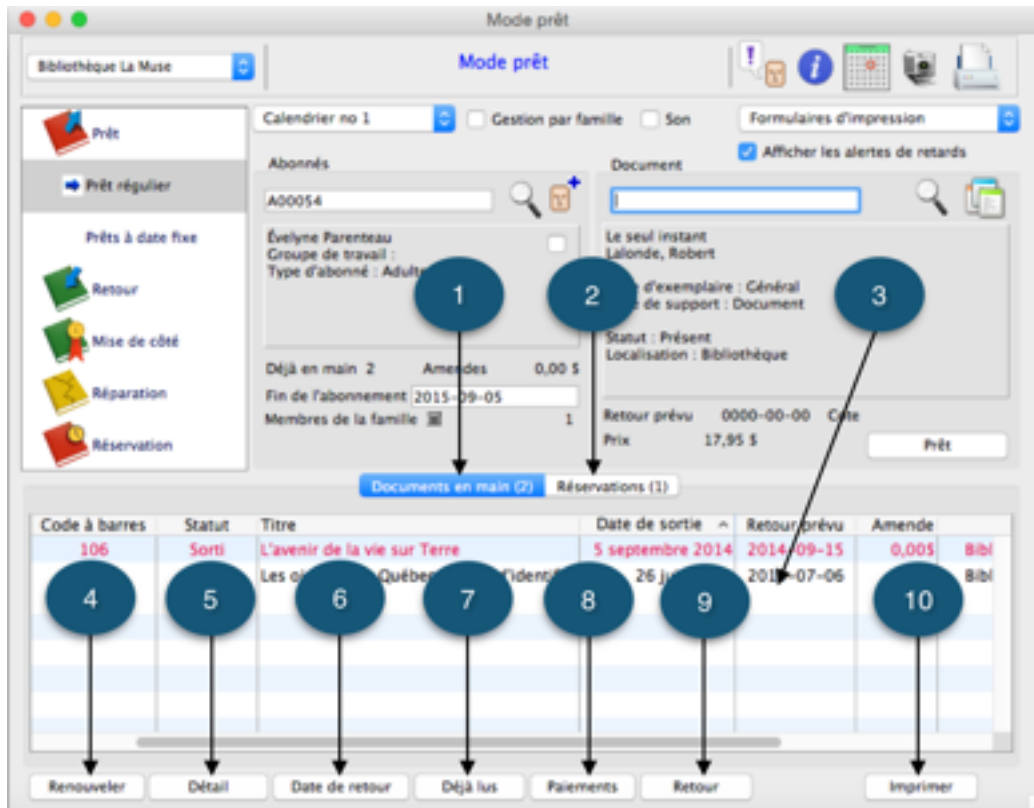 Mode prêt
Bibliothèque La Muse
Mode prêt
Prêt
Prêt régulier
Prêts à date fixe
Retour
Mise de côté
Réparation
Réservation
Calendrier no 1
Gestion par famille
Son
Formulaires d'impression
Afficher les alertes de retards
Abonnés
A00054
Évelyne Parenteau
Groupe de travail :
Type d'abonné : Adulte
Déjà en main 2 Amendes 0,00 $
Fin de l'abonnement 2015-09-05
Membres de la famille 1
Document
Le seul instant
Lalonde, Robert
d'exemplaire : Général
de support : Document
Statut : Présent
Localisation : Bibliothèque
Retour prévu 0000-00-00 Cote
Prix 17,95 $
Prêt
1
2
3
Documents en main (2) Réservations (1)
Code à barres Statut Titre Date de sortie Retour prévu Amende
106 Sorti L'avenir de la vie sur Terre 5 septembre 2014 2014-09-15 0,00$ Bibl
Les Québec 26 -07-06 Bibl
4
5
6
7
8
9
10
Renouveler Détail Date de retour Déjà lus Paiements Retour Imprimer